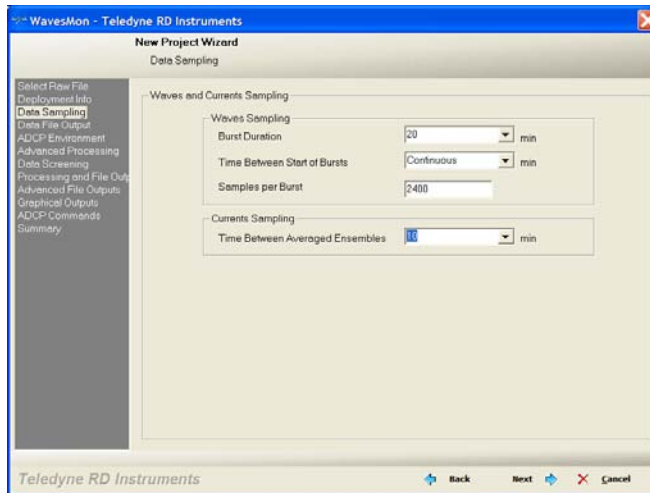 WavesMon - Teledyne RD Instruments
New Project Wizard
Data Sampling
Select Raw File
Deployment Info
Data Sampling
Data File Output
ADCP Environment
Advanced Processing
Data Screening
Processing and File Outp
Advanced File Outputs
Graphical Outputs
ADCP Commands
Summary
Waves and Currents Sampling
Waves Sampling
Burst Duration 20 min
Time Between Start of Bursts Continuous min
Samples per Burst 2400
Currents Sampling
Time Between Averaged Ensembles 10 min
Teledyne RD Instruments
Back Next Cancel